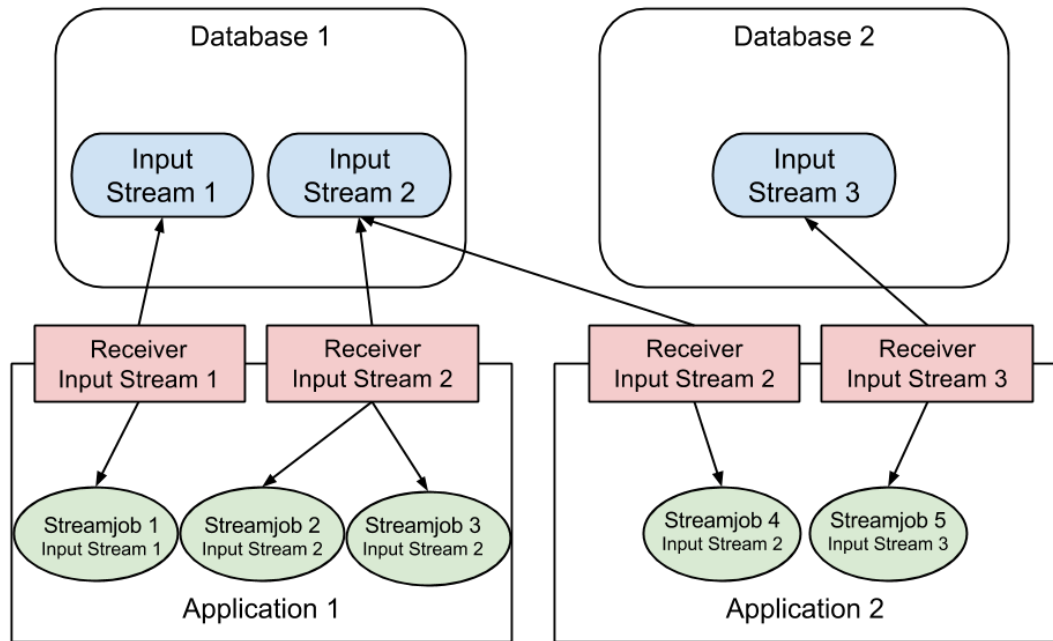 Database 1
Database 2
Input
Stream 1
Input
Stream 2
Input
Stream 3
Receiver
Input Stream 1
Receiver
Input Stream 2
Receiver
Input Stream 2
Receiver
Input Stream 3
Streamjob 1
Input Stream 1
Streamjob 2
Input Stream 2
Streamjob 3
Input Stream 2
Streamjob 4
Input Stream 2
Streamjob 5
Input Stream 3
Application 1
Application 2